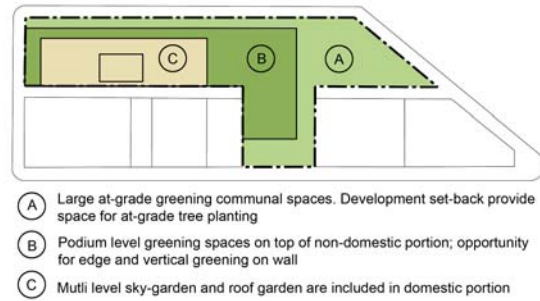 C
B
A
A Large at-grade greening communal spaces. Development set-back provide
space for at-grade tree planting
B Podium level greening spaces on top of non-domestic portion; opportunity
for edge and vertical greening on wall
C Mutli level sky-garden and roof garden are included in domestic portion